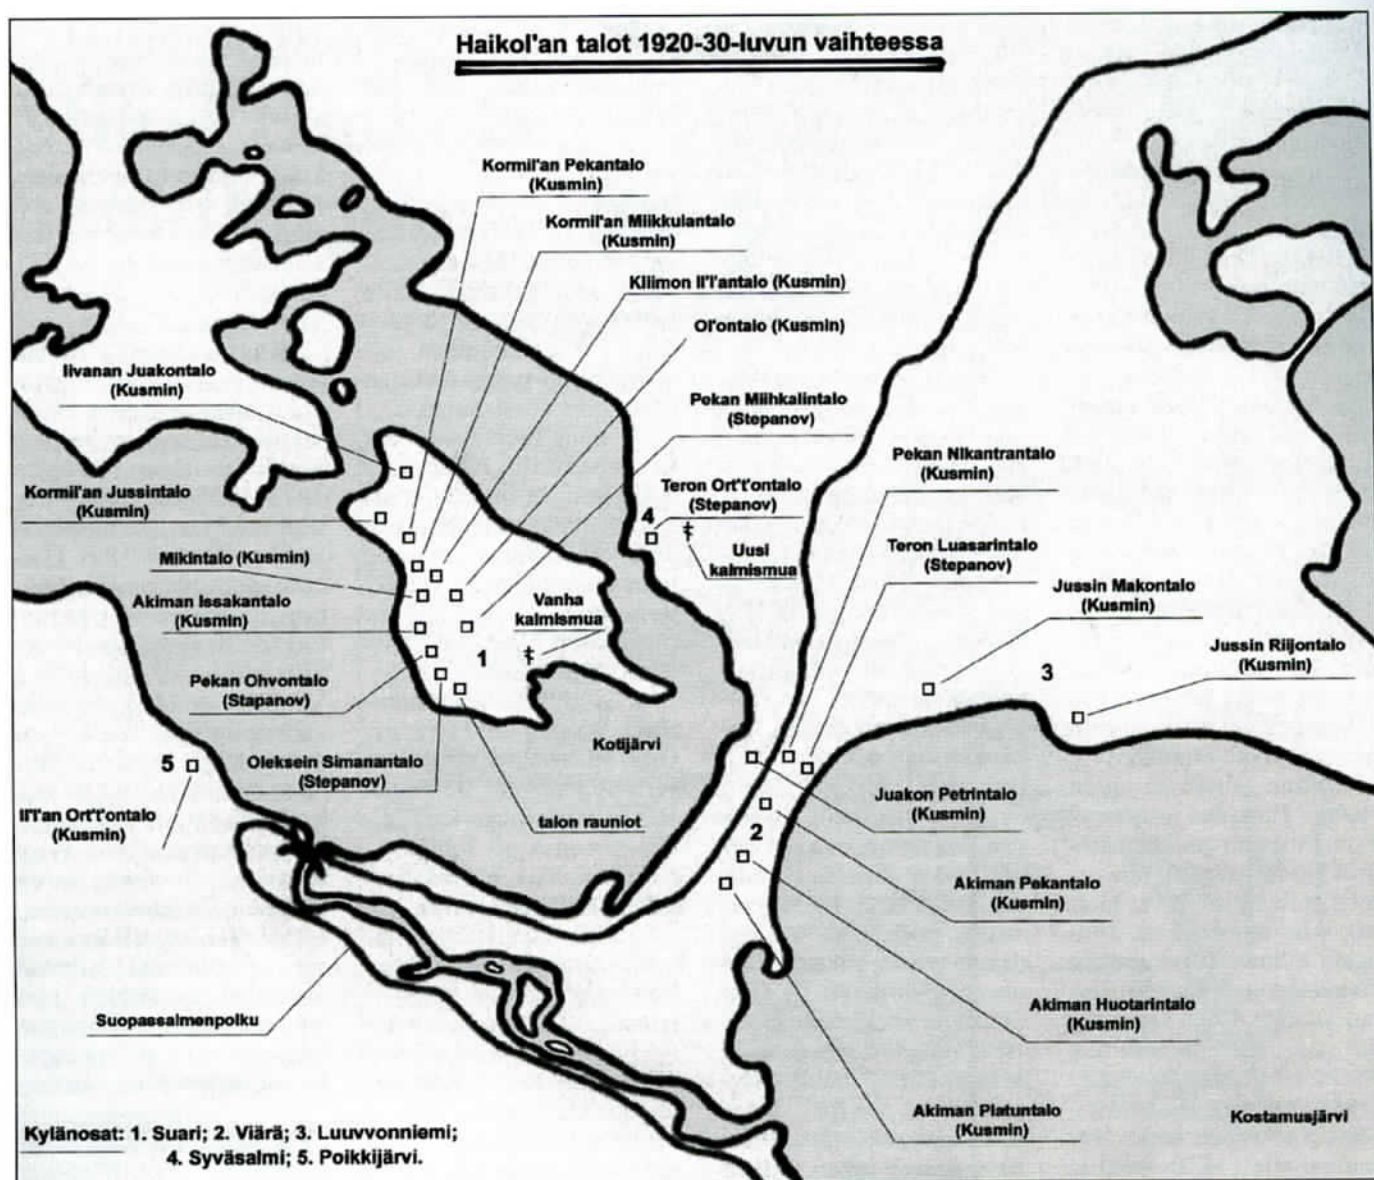 Haikol'an talot 1920-30-luvun vaihteessa
Kormil'an Pekantalo
(Kusmin)
Kormil'an Miikkulantalo
(Kusmin)
Kliimon Il'l'antalo (Kusmin)
Ol'ontalo (Kusmin)
Iivanan Juakontalo
(Kusmin)
Pekan Miihkalintalo
(Stepanov)
Pekan Nikantrantalo
(Kusmin)
Kormil'an Jussintalo
(Kusmin)
Teron Ort't'ontalo
(Stepanov)
4
Uusi
kalmismua
Mikintalo (Kusmin)
Teron Luasarintalo
(Stepanov)
Akiman Issakantalo
(Kusmin)
Vanha
kalmismua
Jussin Makontalo
(Kusmin)
1
3
Jussin Riijontalo
(Kusmin)
Pekan Ohvontalo
(Stapanov)
Kotijärvi
5
Oleksein Simanantalo
(Stepanov)
Il'l'an Ort't'ontalo
(Kusmin)
talon rauniot
2
Juakon Petrintalo
(Kusmin)
Akiman Pekantalo
(Kusmin)
Suopassalmenpolku
Akiman Huotarintalo
(Kusmin)
Akiman Platuntalo
(Kusmin)
Kostamusjärvi
Kylänosat: 1. Suari; 2. Viärä; 3. Luuvvonniemi;
4. Syväsalmi; 5. Poikkijärvi.